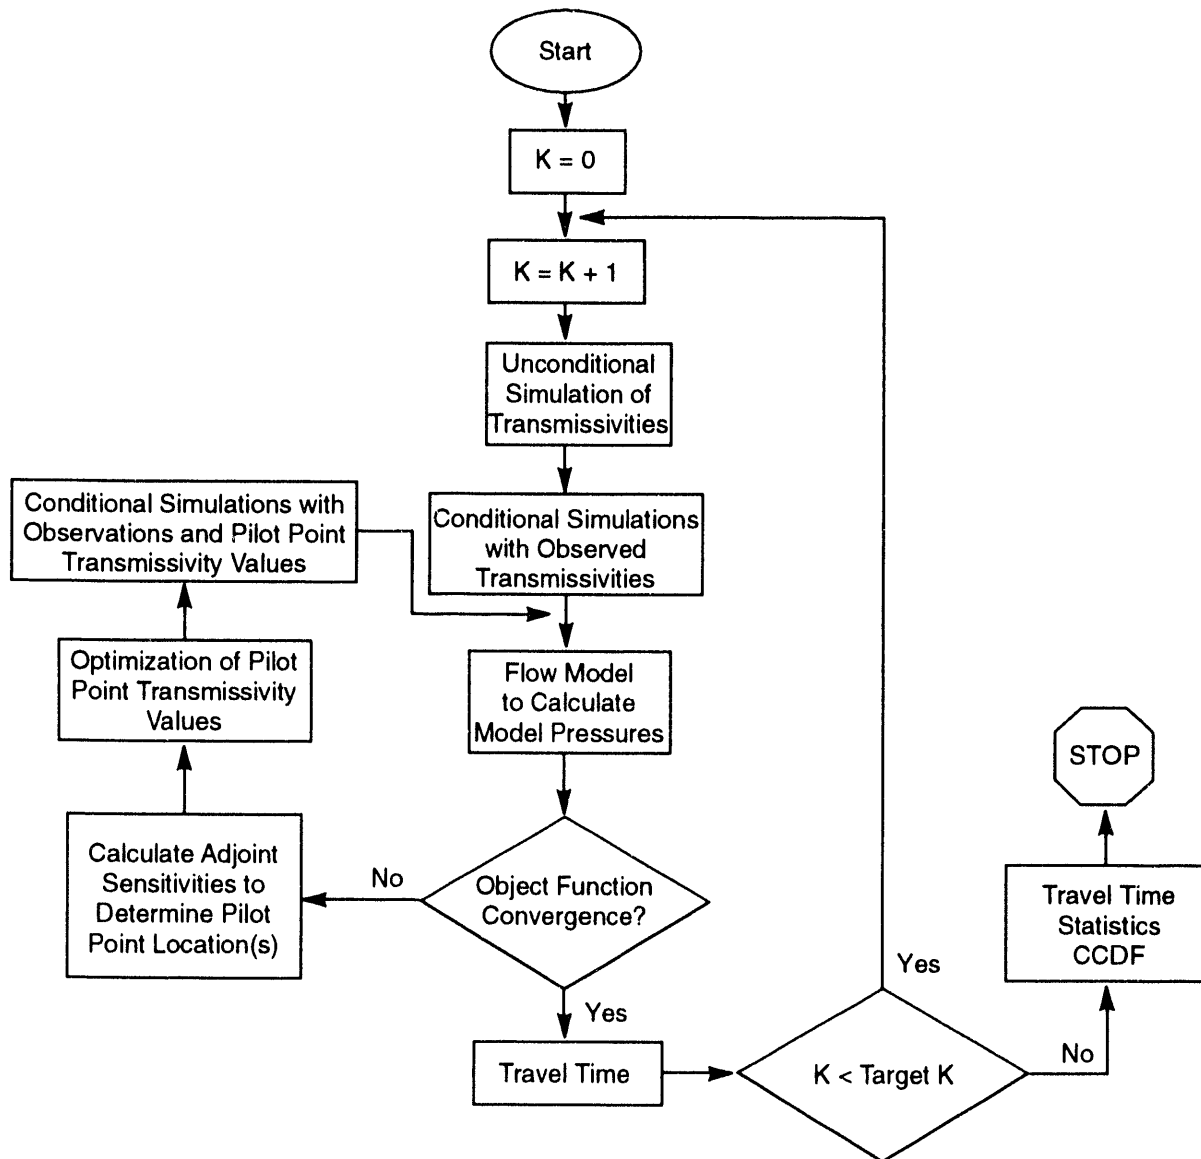 Start
K = 0
K = K + 1
Unconditional
Simulation of
Transmissivities
Conditional Simulations with
Observations and Pilot Point
Transmissivity Values
Conditional Simulations
with Observed
Transmissivities
Optimization of Pilot
Point Transmissivity
Values
Flow Model
to Calculate
Model Pressures
Calculate Adjoint
Sensitivities to
Determine Pilot
Point Location(s)
No
Object Function
Convergence?
Yes
Travel Time
K < Target K
Yes
No
Travel Time
Statistics
CCDF
STOP